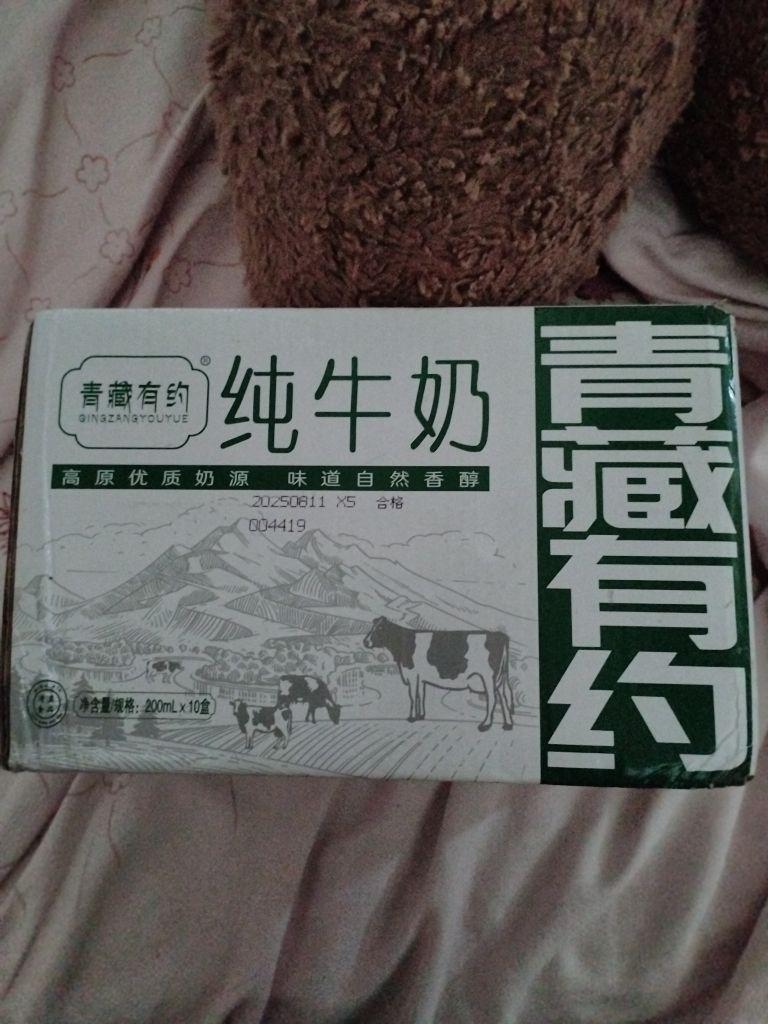 青藏有约®
QINGZANGYOUYUE
纯牛奶
高原优质奶源 味道自然香醇
20250811 X5 合格
004419
净含量/规格：200mL x 10盒
青藏有约